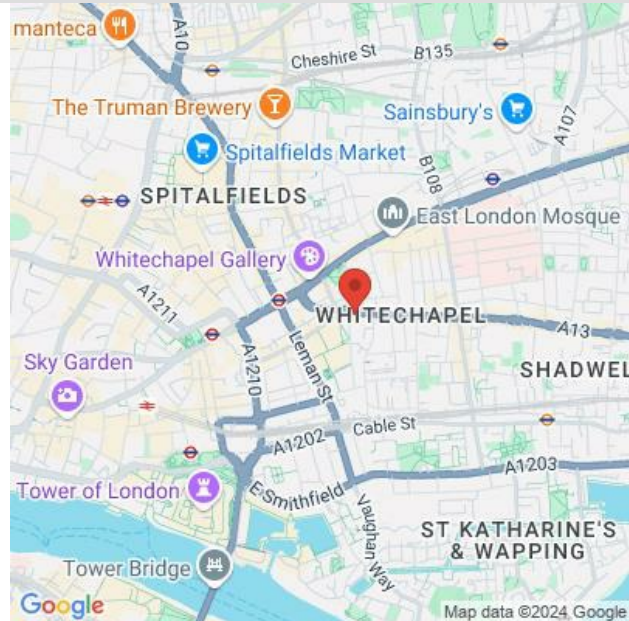 manteca
A10
Cheshire St
B135
The Truman Brewery
Sainsbury's
A107
Spitalfields Market
B108
SPITALFIELDS
East London Mosque
Whitechapel Gallery
A1211
WHITECHAPEL
A13
Sky Garden
A1210
Leman St
SHADWEL
Cable St
A1202
A1203
Tower of London
E Smithfield
Vaughan Way
ST KATHARINE'S
& WAPPING
Tower Bridge
Google
Map data ©2024 Google